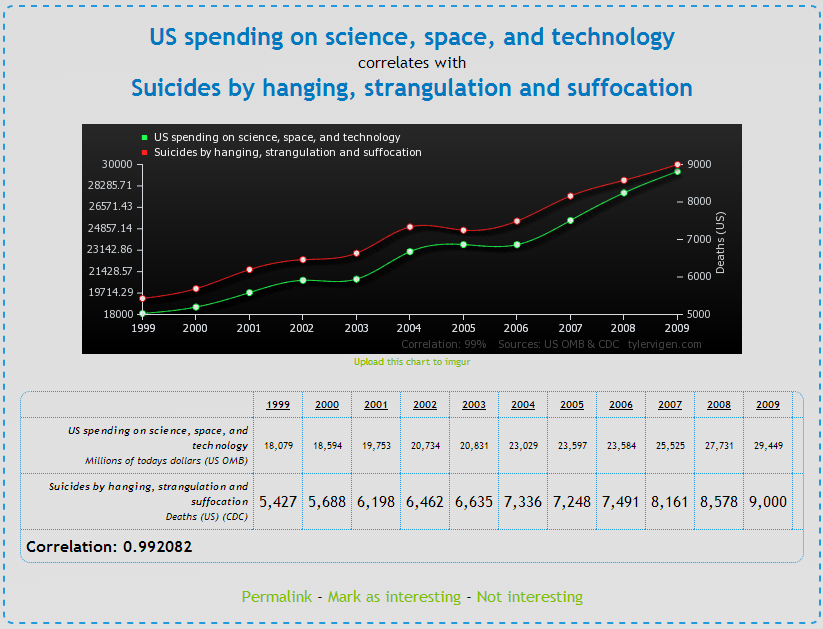 US spending on science, space, and technology
correlates with
Suicides by hanging, strangulation and suffocation
US spending on science, space, and technology
Suicides by hanging, strangulation and suffocation
30000
28285.71
26571.43
24857.14
23142.86
21428.57
19714.29
18000
9000
8000
7000
6000
5000
Deaths (US)
1999 2000 2001 2002 2003 2004 2005 2006 2007 2008 2009
Correlation: 99% Sources: US OMB & CDC tylervigen.com
Upload this chart to imgur
1999 2000 2001 2002 2003 2004 2005 2006 2007 2008 2009
US spending on science, space, and
technology
Millions of todays dollars (US OMB)
18,079 18,594 19,753 20,734 20,831 23,029 23,597 23,584 25,525 27,731 29,449
Suicides by hanging, strangulation and
suffocation
Deaths (US) (CDC)
5,427 5,688 6,198 6,462 6,635 7,336 7,248 7,491 8,161 8,578 9,000
Correlation: 0.992082
Permalink - Mark as interesting - Not interesting